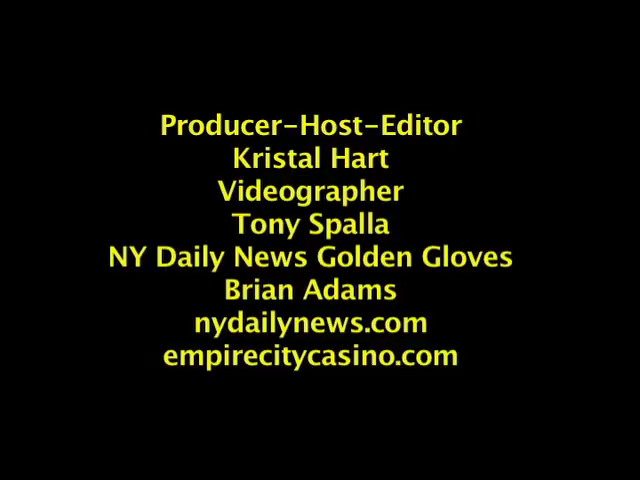 Producer-Host-Editor
Kristal Hart
Videographer
Tony Spalla
NY Daily News Golden Gloves
Brian Adams
nydailynews.com
empirecitycasino.com